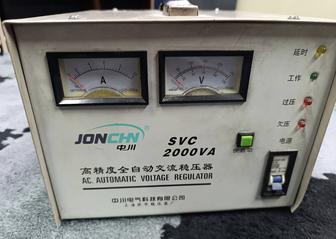 延时
工作
过压
欠压
电源
A
V
JONCHN
中川
SVC
2000VA
高精度全自动交流稳压器
AC. AUTOMATIC VOLTAGE REGULATOR
中川电气科技有限公司